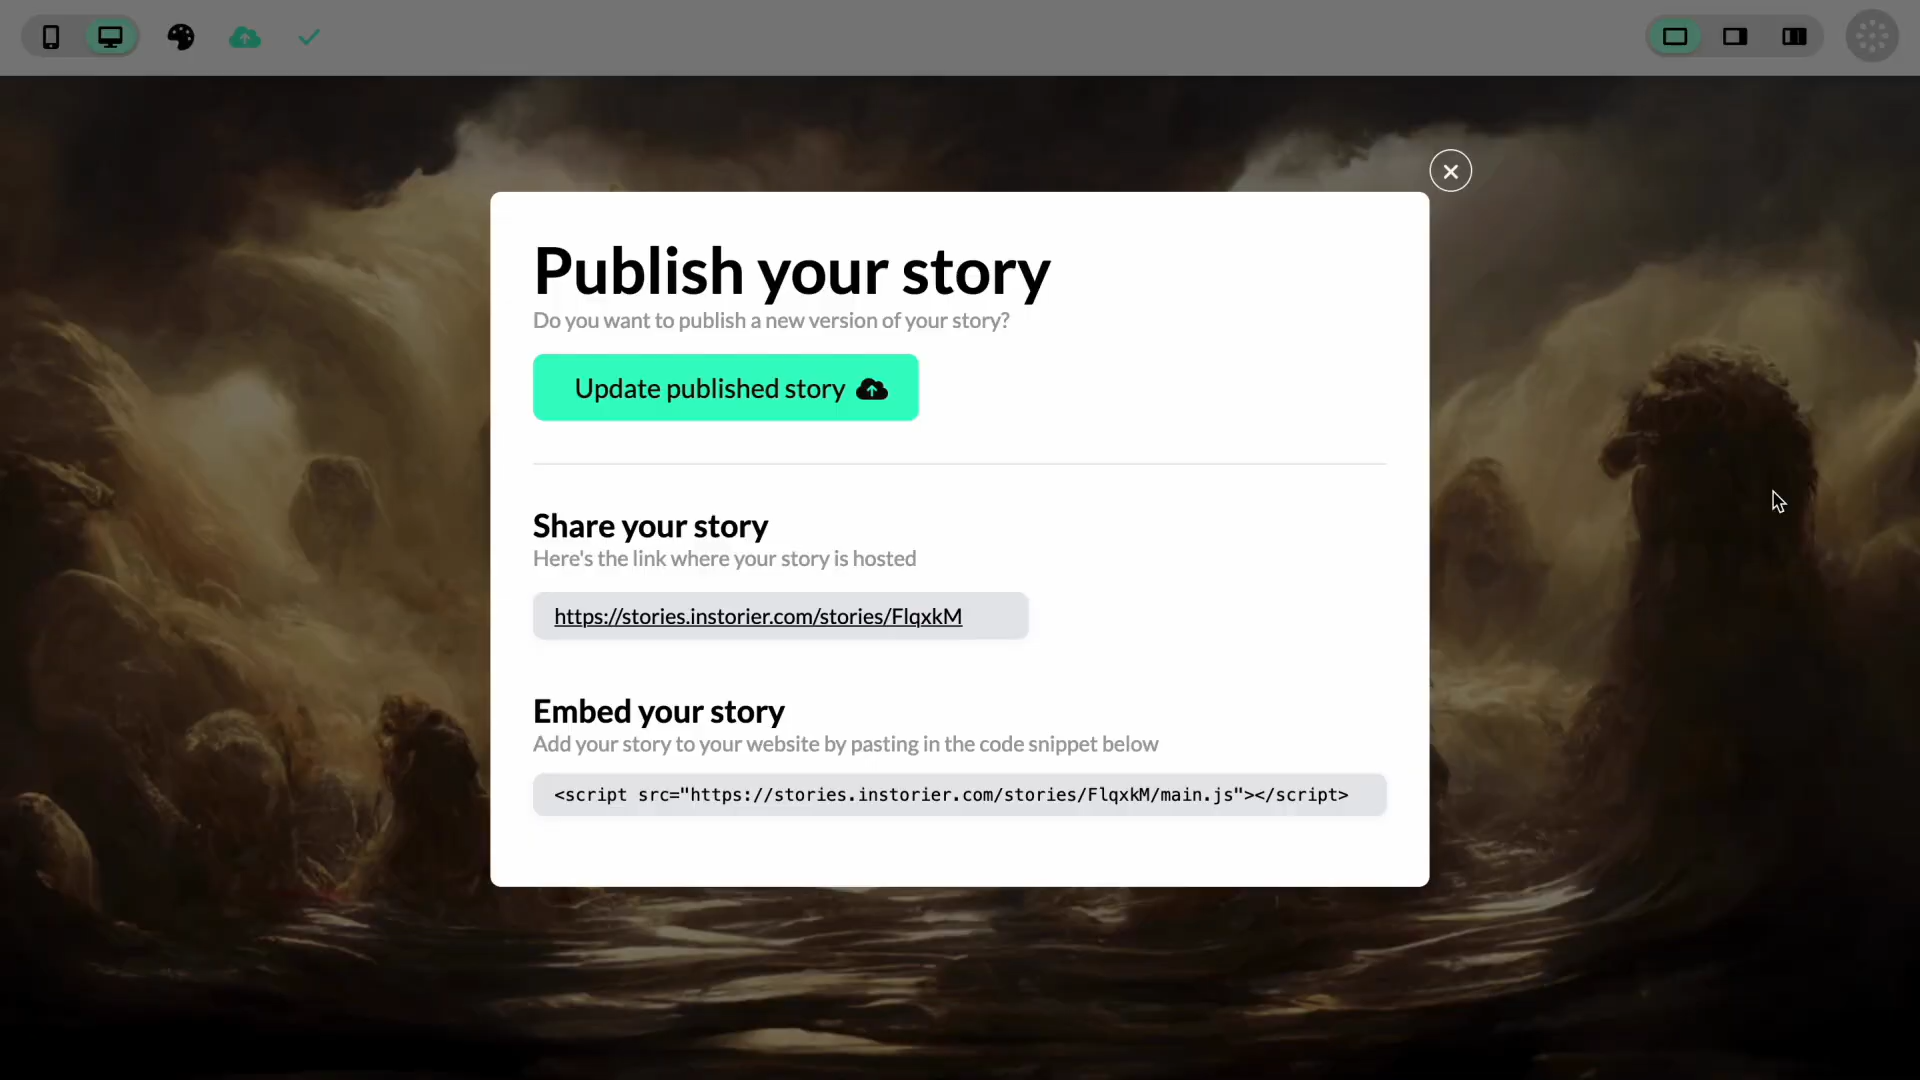 Publish your story
Do you want to publish a new version of your story?
Update published story
Share your story
Here's the link where your story is hosted
https://stories.instorier.com/stories/FlqxkM
Embed your story
Add your story to your website by pasting in the code snippet below
<script src="https://stories.instorier.com/stories/FlqxkM/main.js"></script>